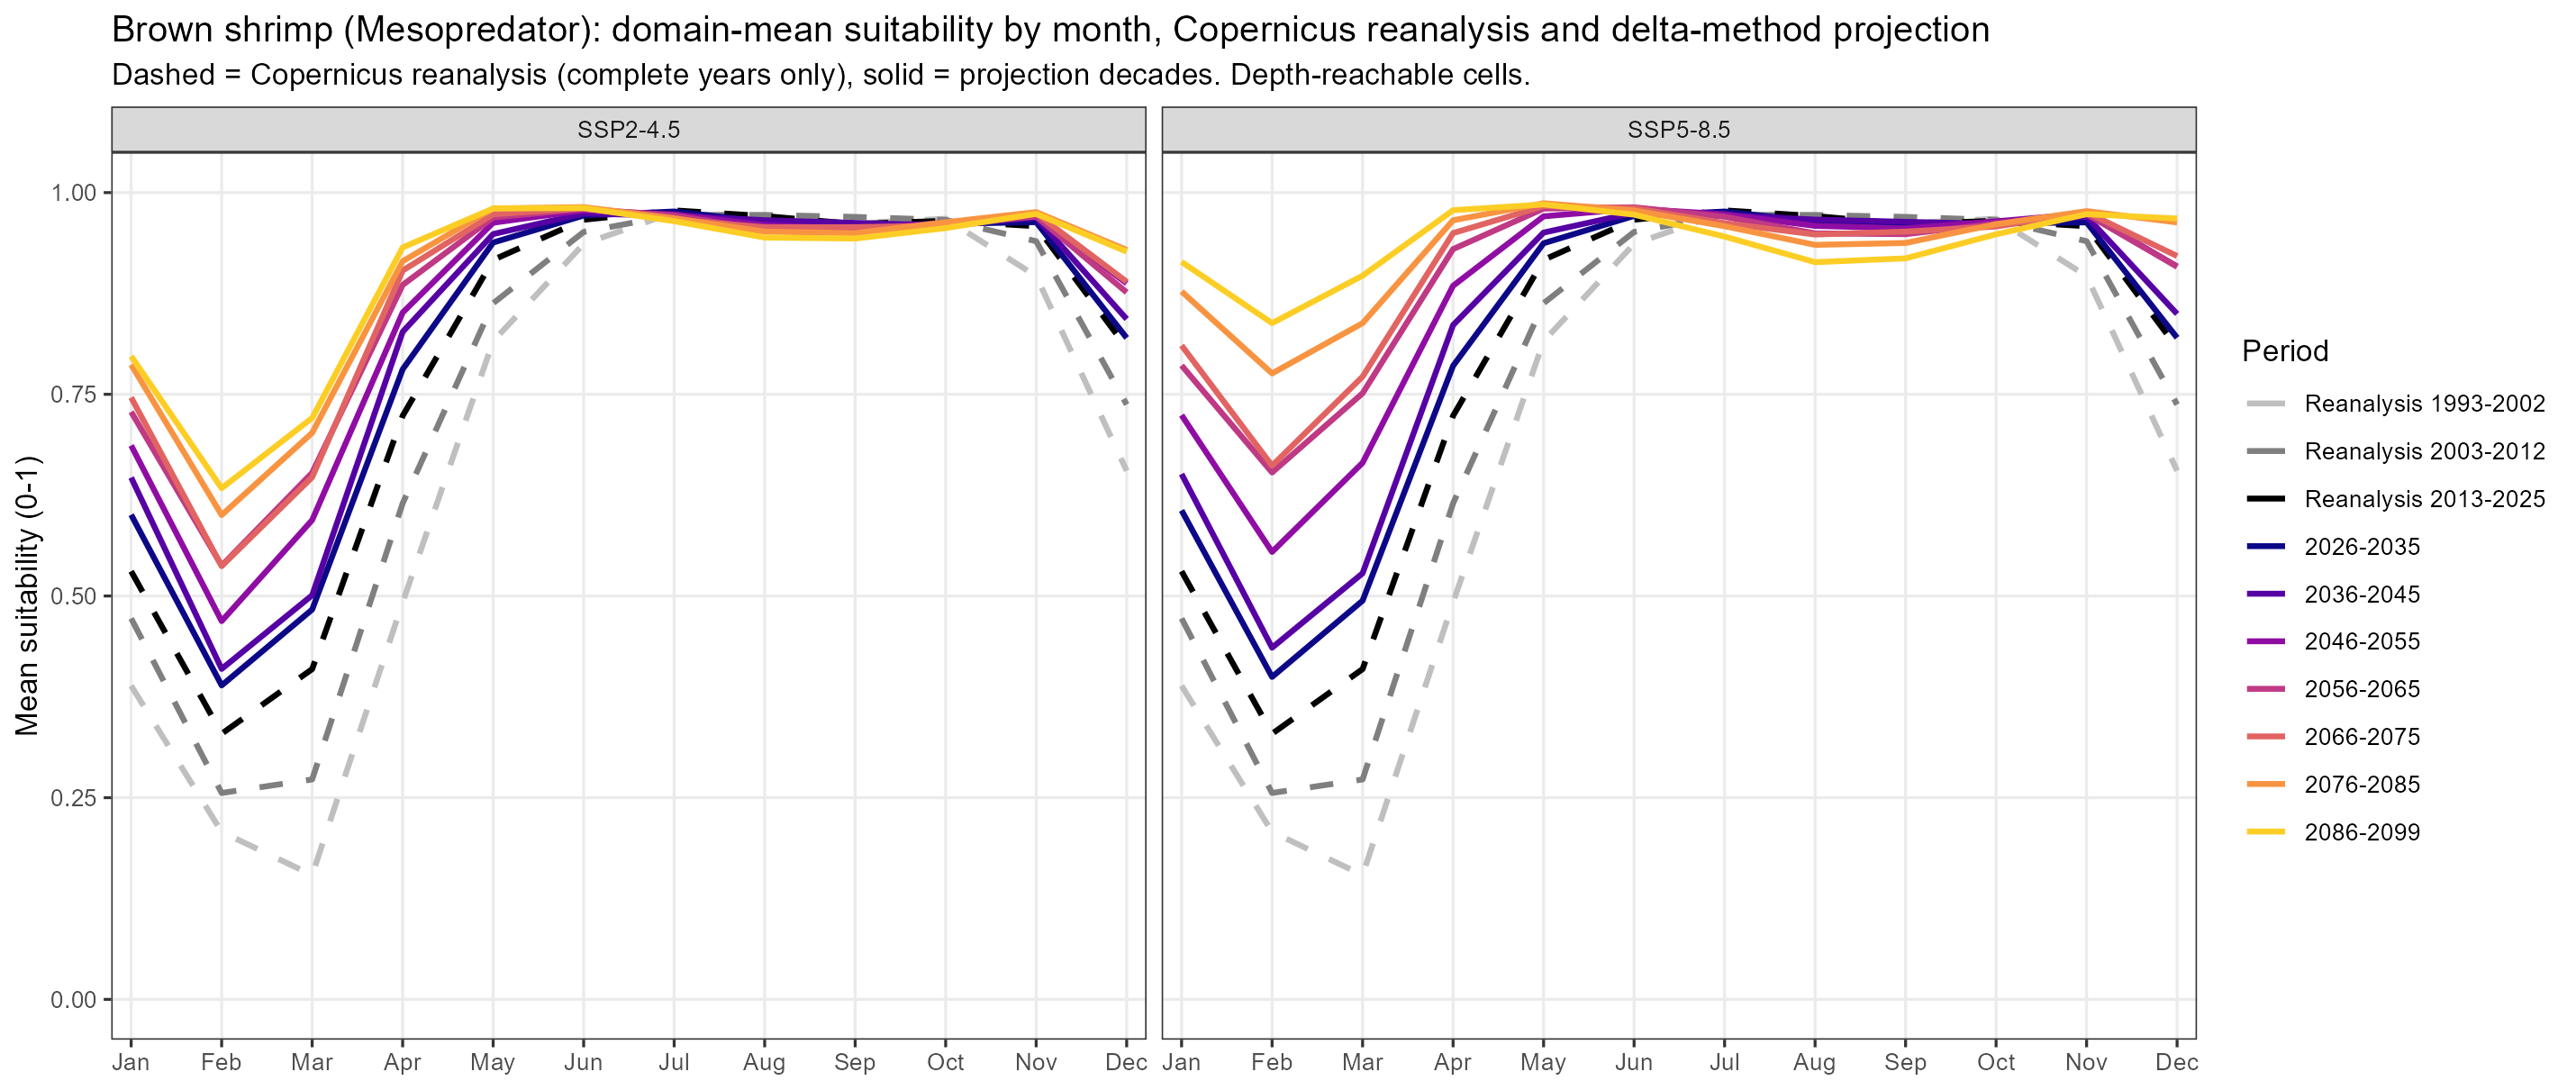 Brown shrimp (Mesopredator): domain-mean suitability by month, Copernicus reanalysis and delta-method projection
Dashed = Copernicus reanalysis (complete years only), solid = projection decades. Depth-reachable cells.
SSP2-4.5
SSP5-8.5
Mean suitability (0-1)
1.00
0.75
0.50
0.25
0.00
Jan Feb Mar Apr May Jun Jul Aug Sep Oct Nov Dec
Jan Feb Mar Apr May Jun Jul Aug Sep Oct Nov Dec
Period
Reanalysis 1993-2002
Reanalysis 2003-2012
Reanalysis 2013-2025
2026-2035
2036-2045
2046-2055
2056-2065
2066-2075
2076-2085
2086-2099